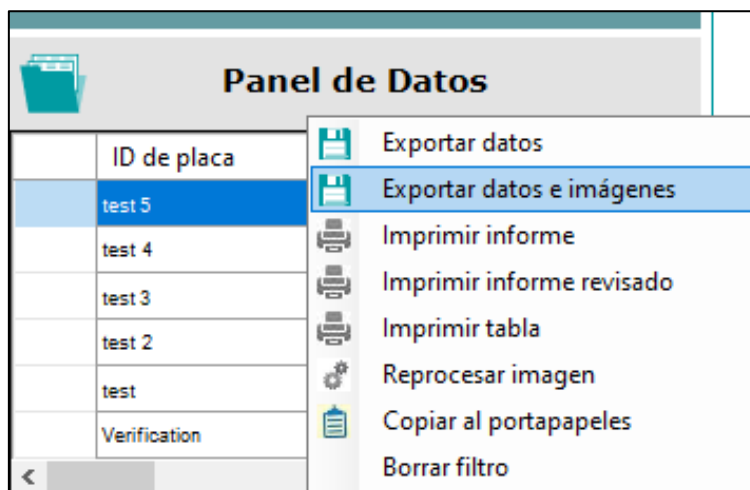 Panel de Datos
ID de placa
test 5
test 4
test 3
test 2
test
Verification
Exportar datos
Exportar datos e imágenes
Imprimir informe
Imprimir informe revisado
Imprimir tabla
Reprocesar imagen
Copiar al portapapeles
Borrar filtro